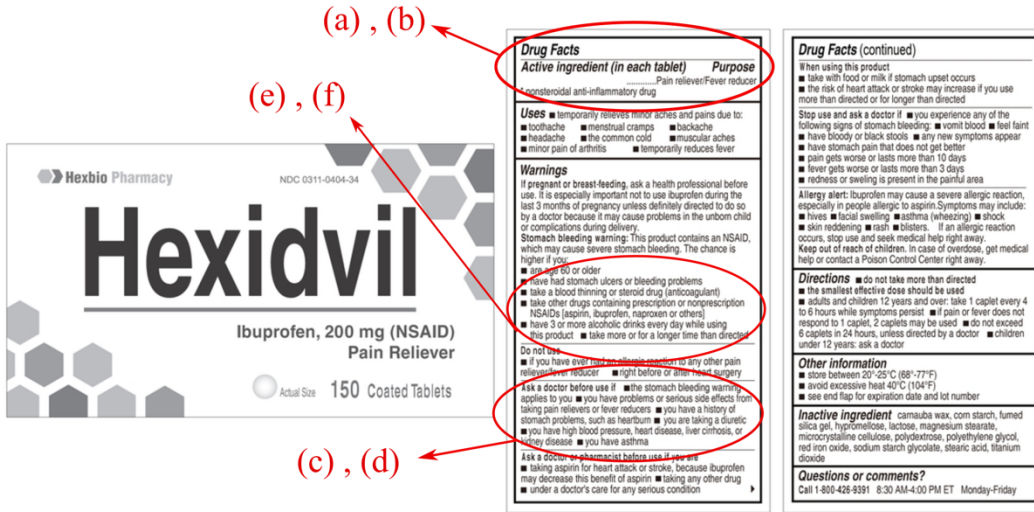 (a) , (b)
(e) , (f)
(c) , (d)
Hexbio Pharmacy
NDC 0311-0404-34
Hexidvil
Ibuprofen, 200 mg (NSAID)
Pain Reliever
Actual Size
150 Coated Tablets
Drug Facts
Active ingredient (in each tablet) Purpose
..............Pain reliever/Fever reducer
* nonsteroidal anti-inflammatory drug
Uses ■ temporarily relieves minor aches and pains due to:
■ toothache ■ menstrual cramps ■ backache
■ headache ■ the common cold ■ muscular aches
■ minor pain of arthritis ■ temporarily reduces fever
Warnings
If pregnant or breast-feeding, ask a health professional before
use. It is especially important not to use ibuprofen during the
last 3 months of pregnancy unless definitely directed to do so
by a doctor because it may cause problems in the unborn child
or complications during delivery.
Stomach bleeding warning: This product contains an NSAID,
which may cause severe stomach bleeding. The chance is
higher if you:
■ are age 60 or older
■ have had stomach ulcers or bleeding problems
■ take a blood thinning or steroid drug (anticoagulant)
■ take other drugs containing prescription or nonprescription
NSAIDs [aspirin, ibuprofen, naproxen or others]
■ have 3 or more alcoholic drinks every day while using
this product ■ take more or for a longer time than directed
Do not use
■ if you have ever had an allergic reaction to any other pain
reliever/fever reducer ■ right before or after heart surgery
Ask a doctor before use if ■ the stomach bleeding warning
applies to you ■ you have problems or serious side effects from
taking pain relievers or fever reducers ■ you have a history of
stomach problems, such as heartburn ■ you are taking a diuretic
■ you have high blood pressure, heart disease, liver cirrhosis, or
kidney disease ■ you have asthma
Ask a doctor or pharmacist before use if you are
■ taking aspirin for heart attack or stroke, because ibuprofen
may decrease this benefit of aspirin ■ taking any other drug
■ under a doctor's care for any serious condition
Drug Facts (continued)
When using this product
■ take with food or milk if stomach upset occurs
■ the risk of heart attack or stroke may increase if you use
more than directed or for longer than directed
Stop use and ask a doctor if ■ you experience any of the
following signs of stomach bleeding: ■ vomit blood ■ feel faint
■ have bloody or black stools ■ any new symptoms appear
■ have stomach pain that does not get better
■ pain gets worse or lasts more than 10 days
■ fever gets worse or lasts more than 3 days
■ redness or sweling is present in the painful area
Allergy alert: Ibuprofen may cause a severe allergic reaction,
especially in people allergic to aspirin.Symptoms may include:
■ hives ■ facial swelling ■ asthma (wheezing) ■ shock
■ skin reddening ■ rash ■ blisters. If an allergic reaction
occurs, stop use and seek medical help right away.
Keep out of reach of children. In case of overdose, get medical
help or contact a Poison Control Center right away.
Directions ■ do not take more than directed
■ the smallest effective dose should be used
■ adults and children 12 years and over: take 1 caplet every 4
to 6 hours while symptoms persist ■ if pain or fever does not
respond to 1 caplet, 2 caplets may be used ■ do not exceed
6 caplets in 24 hours, unless directed by a doctor ■ children
under 12 years: ask a doctor
Other information
■ store between 20°-25°C (68°-77°F)
■ avoid excessive heat 40°C (104°F)
■ see end flap for expiration date and lot number
Inactive ingredient carnauba wax, corn starch, fumed
silica gel, hypromellose, lactose, magnesium stearate,
microcrystalline cellulose, polydextrose, polyethylene glycol,
red iron oxide, sodium starch glycolate, stearic acid, titanium
dioxide
Questions or comments?
Call 1-800-426-9391 8:30 AM-4:00 PM ET Monday-Friday